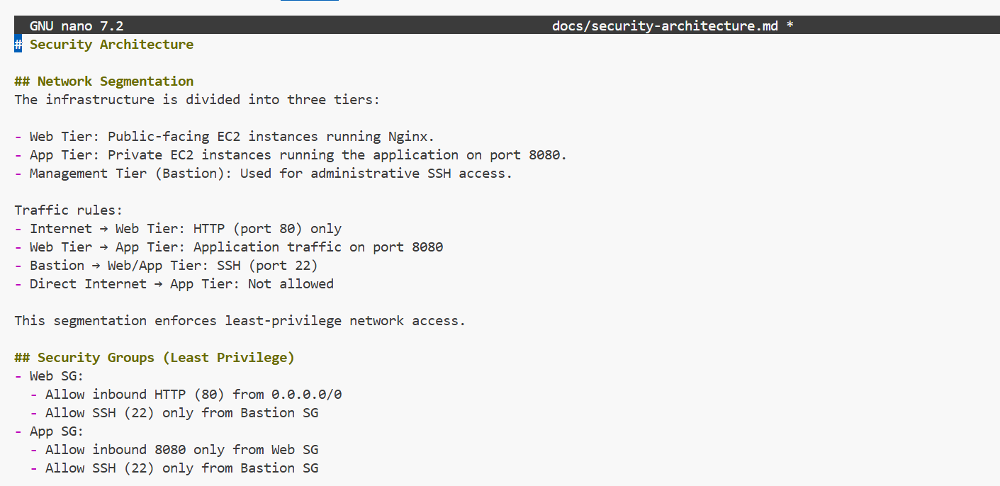 GNU nano 7.2 docs/security-architecture.md *
# Security Architecture
## Network Segmentation
The infrastructure is divided into three tiers:
- Web Tier: Public-facing EC2 instances running Nginx.
- App Tier: Private EC2 instances running the application on port 8080.
- Management Tier (Bastion): Used for administrative SSH access.
Traffic rules:
- Internet → Web Tier: HTTP (port 80) only
- Web Tier → App Tier: Application traffic on port 8080
- Bastion → Web/App Tier: SSH (port 22)
- Direct Internet → App Tier: Not allowed
This segmentation enforces least-privilege network access.
## Security Groups (Least Privilege)
- Web SG:
  - Allow inbound HTTP (80) from 0.0.0.0/0
  - Allow SSH (22) only from Bastion SG
- App SG:
  - Allow inbound 8080 only from Web SG
  - Allow SSH (22) only from Bastion SG